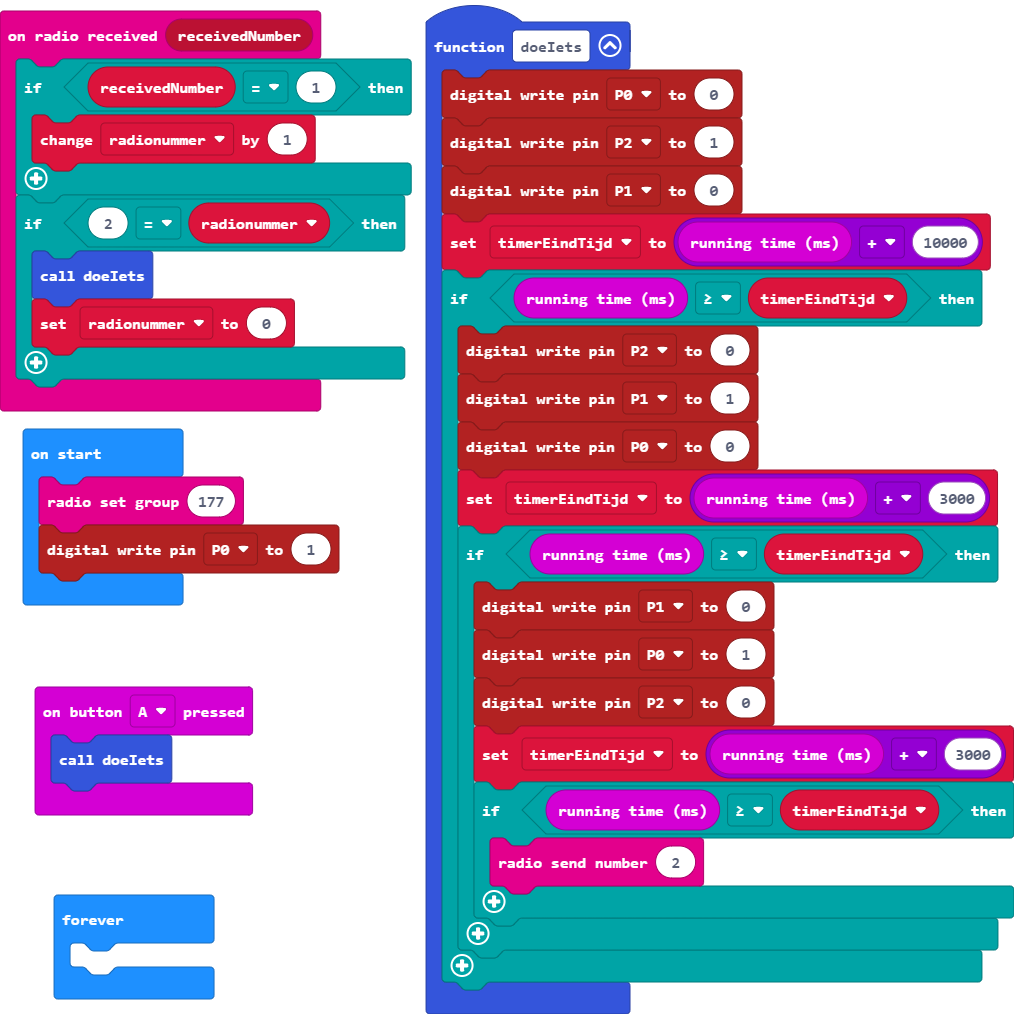 on radio received receivedNumber
if receivedNumber = 1 then
change radionummer by 1
if 2 = radionummer then
call doeIets
set radionummer to 0
on start
radio set group 177
digital write pin P0 to 1
on button A pressed
call doeIets
forever
function doeIets
digital write pin P0 to 0
digital write pin P2 to 1
digital write pin P1 to 0
set timerEindTijd to running time (ms) + 10000
if running time (ms) ≥ timerEindTijd then
digital write pin P2 to 0
digital write pin P1 to 1
digital write pin P0 to 0
set timerEindTijd to running time (ms) + 3000
if running time (ms) ≥ timerEindTijd then
digital write pin P1 to 0
digital write pin P0 to 1
digital write pin P2 to 0
set timerEindTijd to running time (ms) + 3000
if running time (ms) ≥ timerEindTijd then
radio send number 2